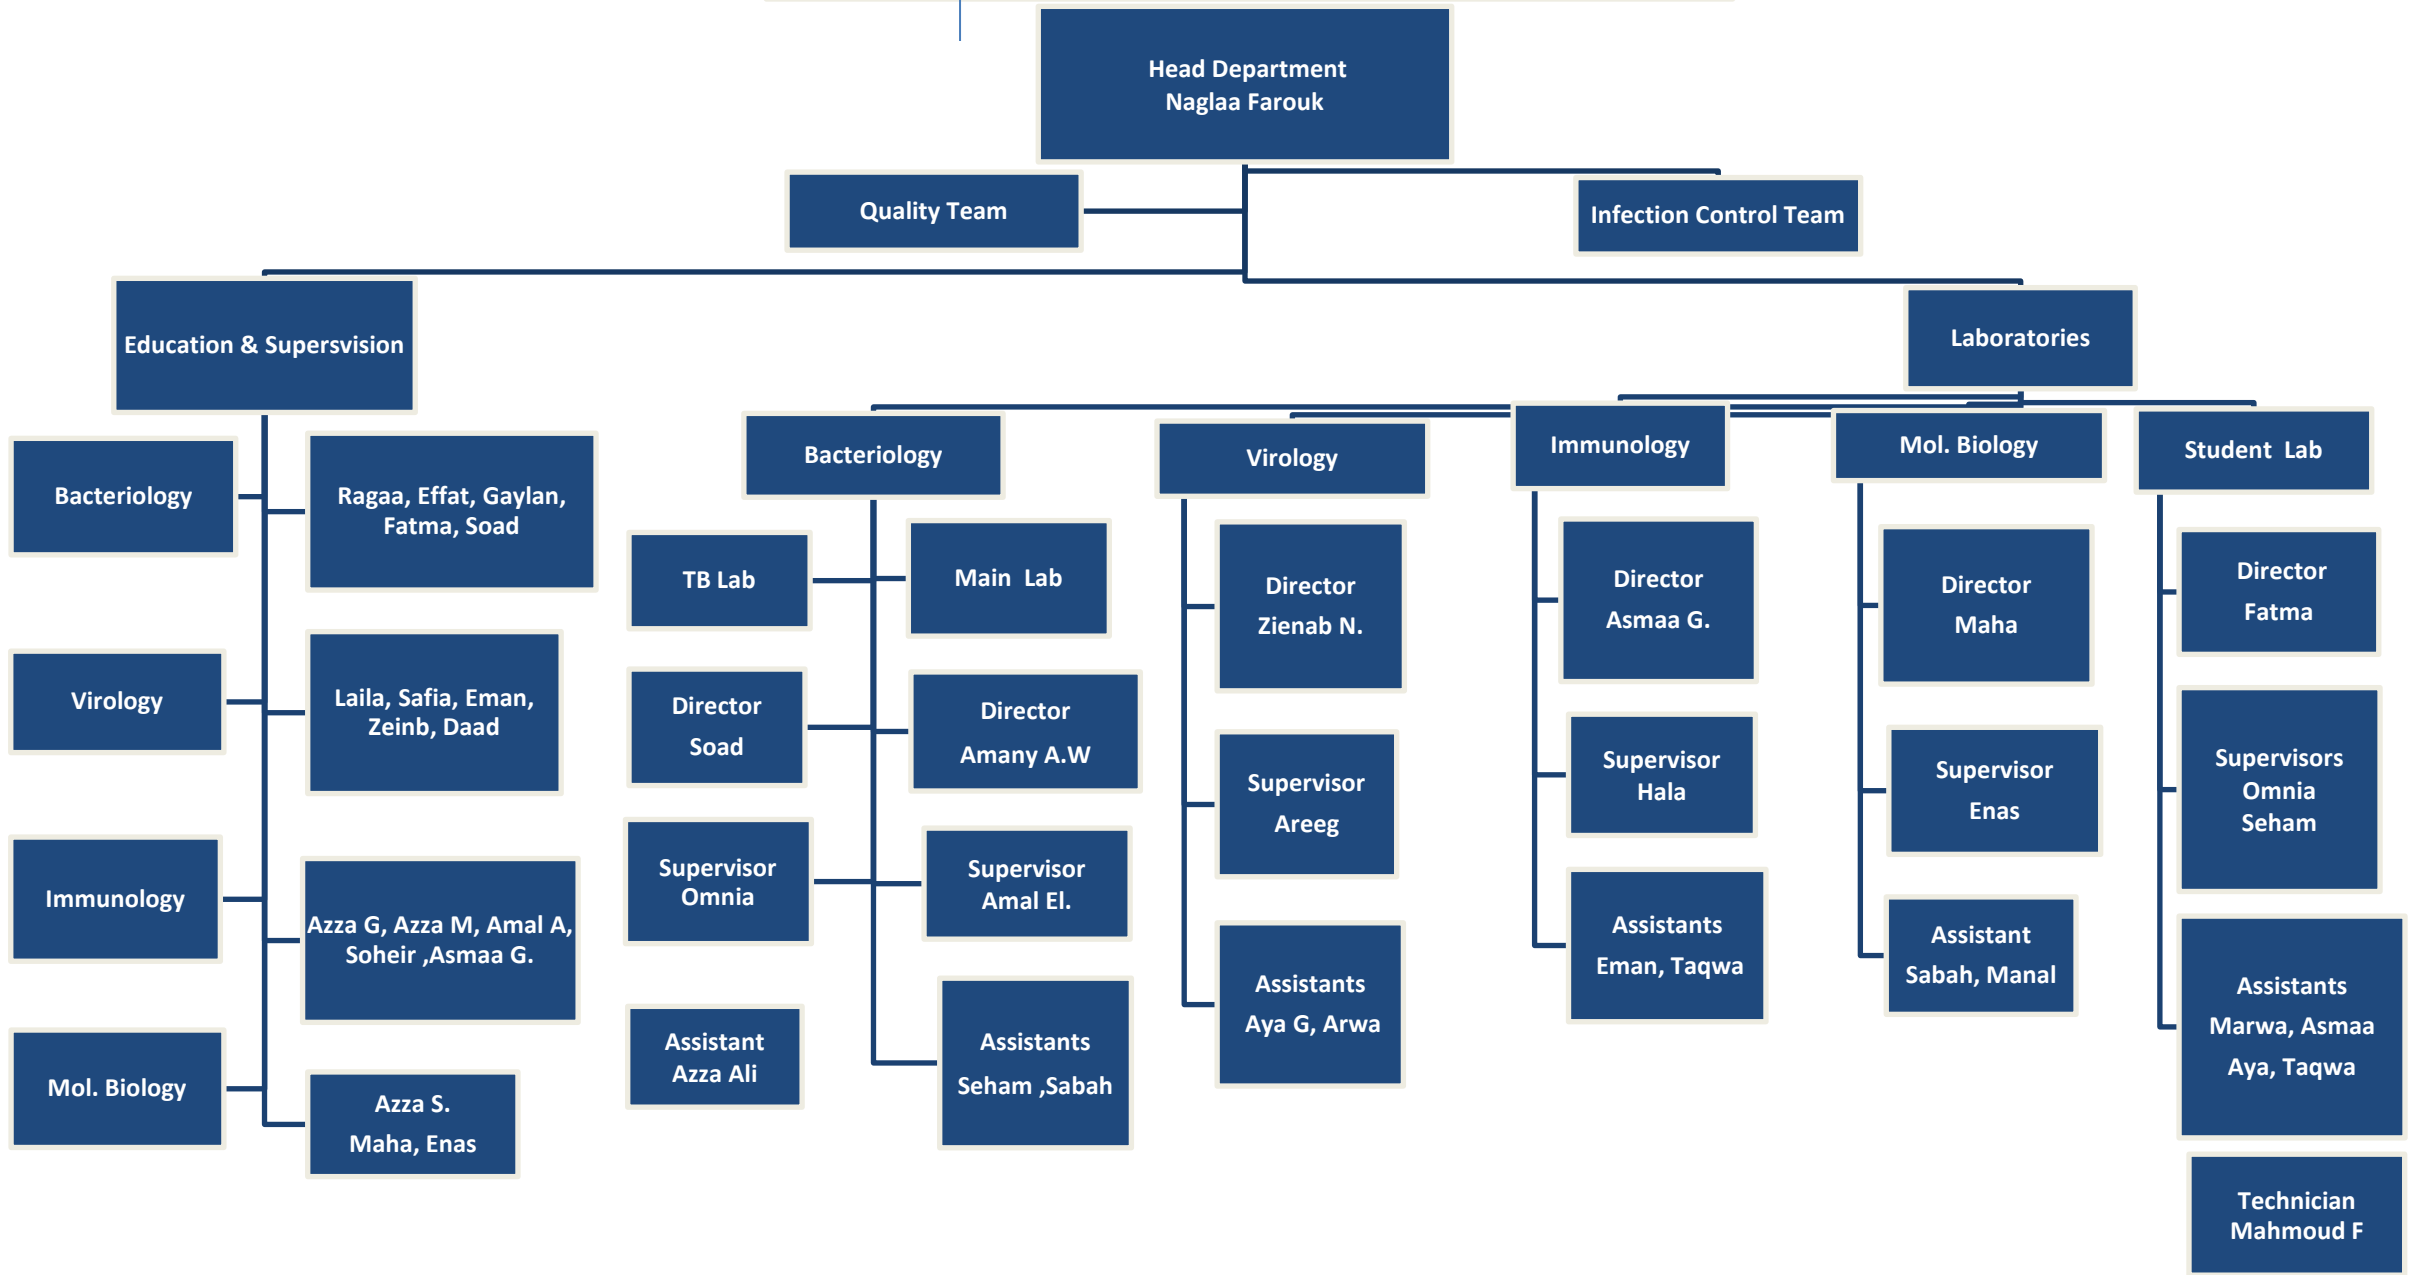 Head Department
Naglaa Farouk
Quality Team
Infection Control Team
Education & Supersvision
Laboratories
Bacteriology
Ragaa, Effat, Gaylan,
Fatma, Soad
Virology
Laila, Safia, Eman,
Zeinb, Daad
Immunology
Azza G, Azza M, Amal A,
Soheir ,Asmaa G.
Mol. Biology
Azza S.
Maha, Enas
Bacteriology
TB Lab
Director
Soad
Supervisor
Omnia
Assistant
Azza Ali
Main  Lab
Director
Amany A.W
Supervisor
Amal El.
Assistants
Seham ,Sabah
Virology
Director
Zienab N.
Supervisor
Areeg
Assistants
Aya G, Arwa
Immunology
Director
Asmaa G.
Supervisor
Hala
Assistants
Eman, Taqwa
Mol. Biology
Director
Maha
Supervisor
Enas
Assistant
Sabah, Manal
Student  Lab
Director
Fatma
Supervisors
Omnia
Seham
Assistants
Marwa, Asmaa
Aya, Taqwa
Technician
Mahmoud F